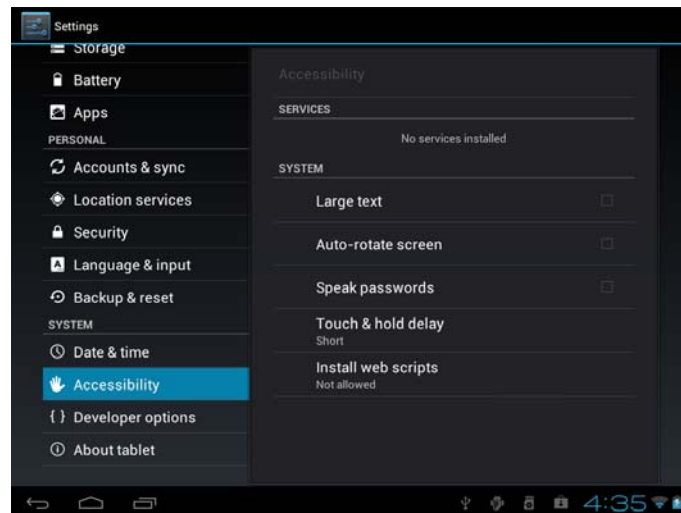 Settings
Storage
Battery
Apps
PERSONAL
Accounts & sync
Location services
Security
Language & input
Backup & reset
SYSTEM
Date & time
Accessibility
{ } Developer options
About tablet
Accessibility
SERVICES
No services installed
SYSTEM
Large text
Auto-rotate screen
Speak passwords
Touch & hold delay
Short
Install web scripts
Not allowed
4:35